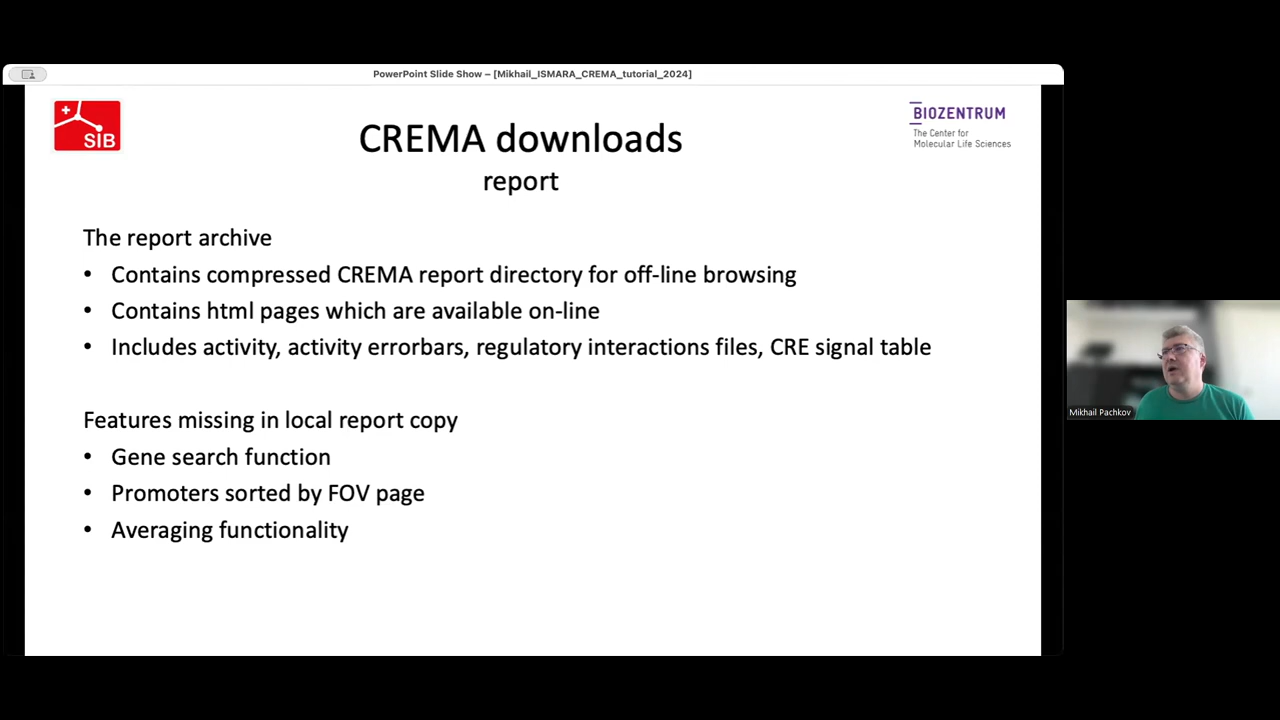 PowerPoint Slide Show – [Mikhail_ISMARA_CREMA_tutorial_2024]
SIB
BIOZENTRUM
The Center for
Molecular Life Sciences
CREMA downloads
report
The report archive
• Contains compressed CREMA report directory for off-line browsing
• Contains html pages which are available on-line
• Includes activity, activity errorbars, regulatory interactions files, CRE signal table
Features missing in local report copy
• Gene search function
• Promoters sorted by FOV page
• Averaging functionality
Mikhail Pachkov